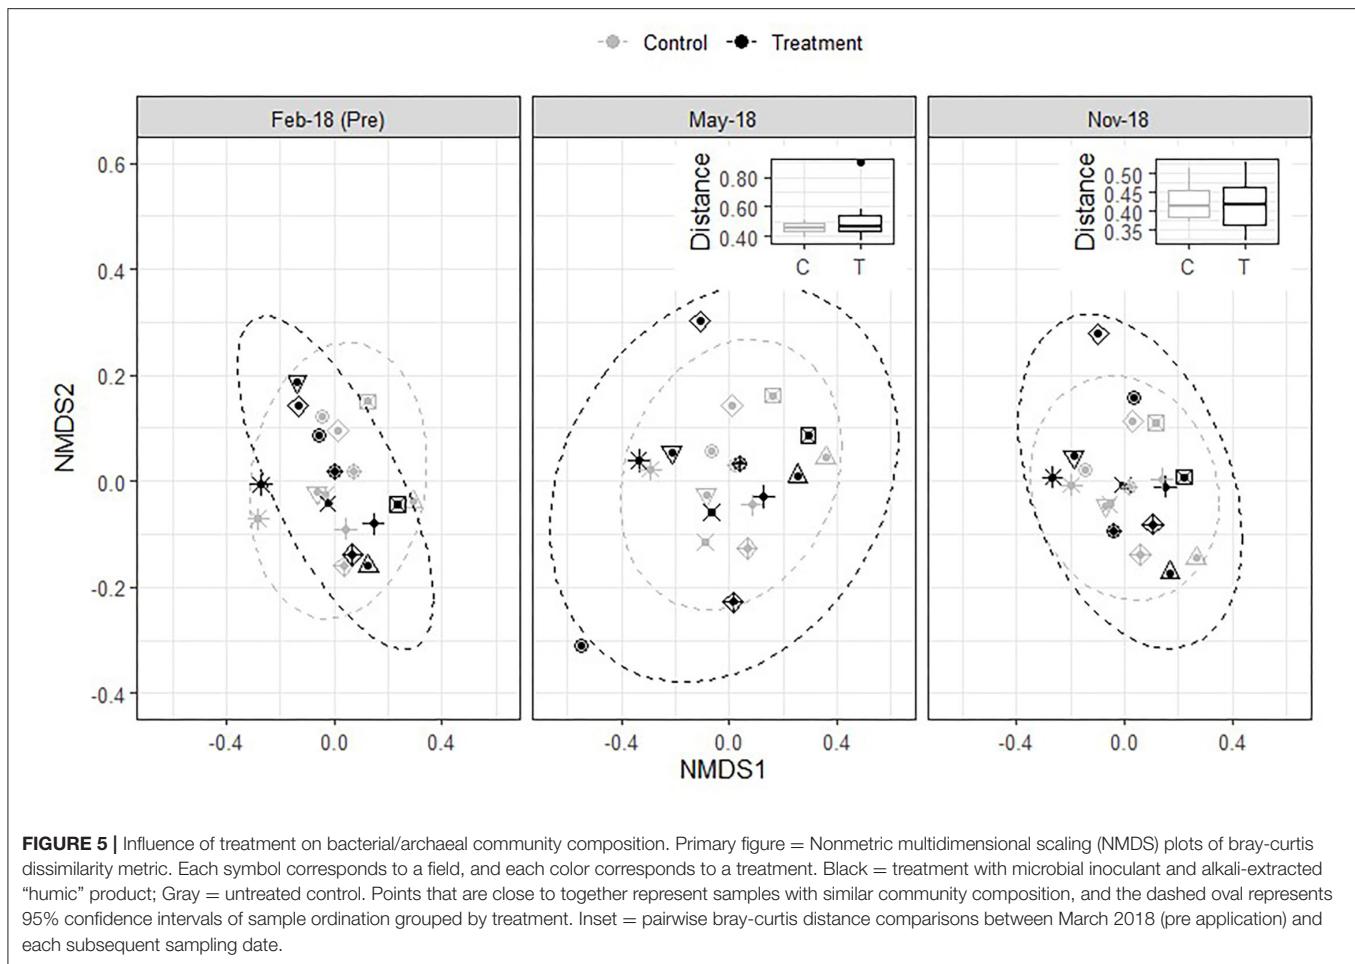 Control Treatment
Feb-18 (Pre) May-18 Nov-18
NMDS2
0.6
0.4
0.2
0.0
-0.2
-0.4
Distance
0.80
0.60
0.40
C T
Distance
0.50
0.45
0.40
0.35
C T
-0.4 0.0 0.4 -0.4 0.0 0.4 -0.4 0.0 0.4
NMDS1
FIGURE 5 | Influence of treatment on bacterial/archaeal community composition. Primary figure = Nonmetric multidimensional scaling (NMDS) plots of bray-curtis
dissimilarity metric. Each symbol corresponds to a field, and each color corresponds to a treatment. Black = treatment with microbial inoculant and alkali-extracted
“humic” product; Gray = untreated control. Points that are close to together represent samples with similar community composition, and the dashed oval represents
95% confidence intervals of sample ordination grouped by treatment. Inset = pairwise bray-curtis distance comparisons between March 2018 (pre application) and
each subsequent sampling date.